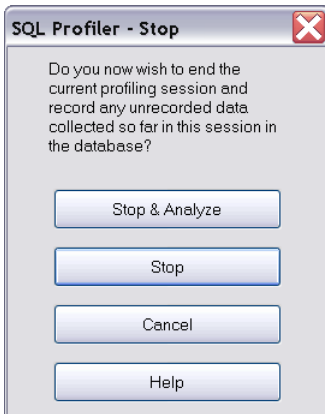 SQL Profiler - Stop
Do you now wish to end the
current profiling session and
record any unrecorded data
collected so far in this session in
the database?
Stop & Analyze
Stop
Cancel
Help